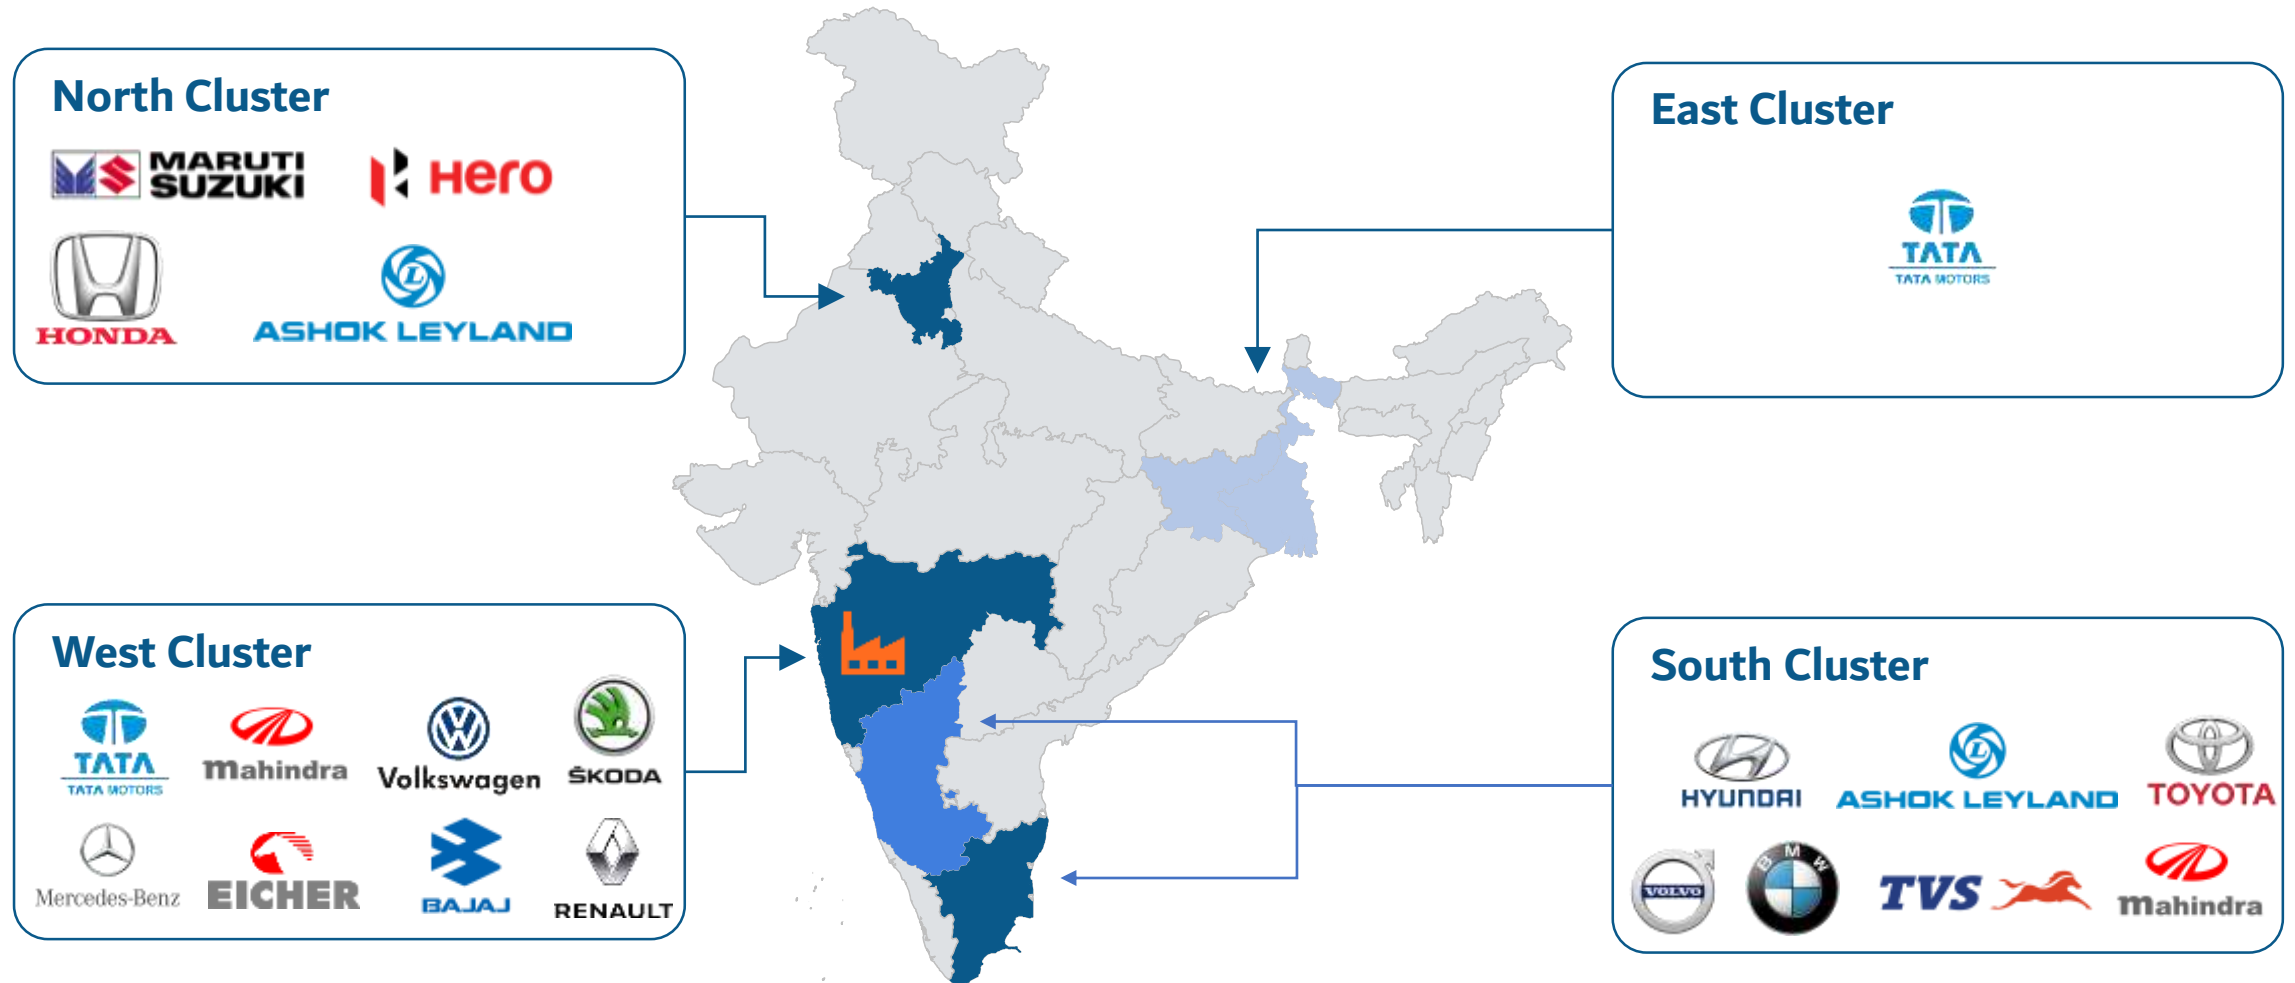 North Cluster
MARUTI
SUZUKI
Hero
HONDA
ASHOK LEYLAND
East Cluster
TATA
TATA MOTORS
West Cluster
TATA
TATA MOTORS
Mahindra
Volkswagen
ŠKODA
Mercedes-Benz
EICHER
BAJAJ
RENAULT
South Cluster
HYUNDAI
ASHOK LEYLAND
TOYOTA
VOLVO
BMW
TVS
Mahindra